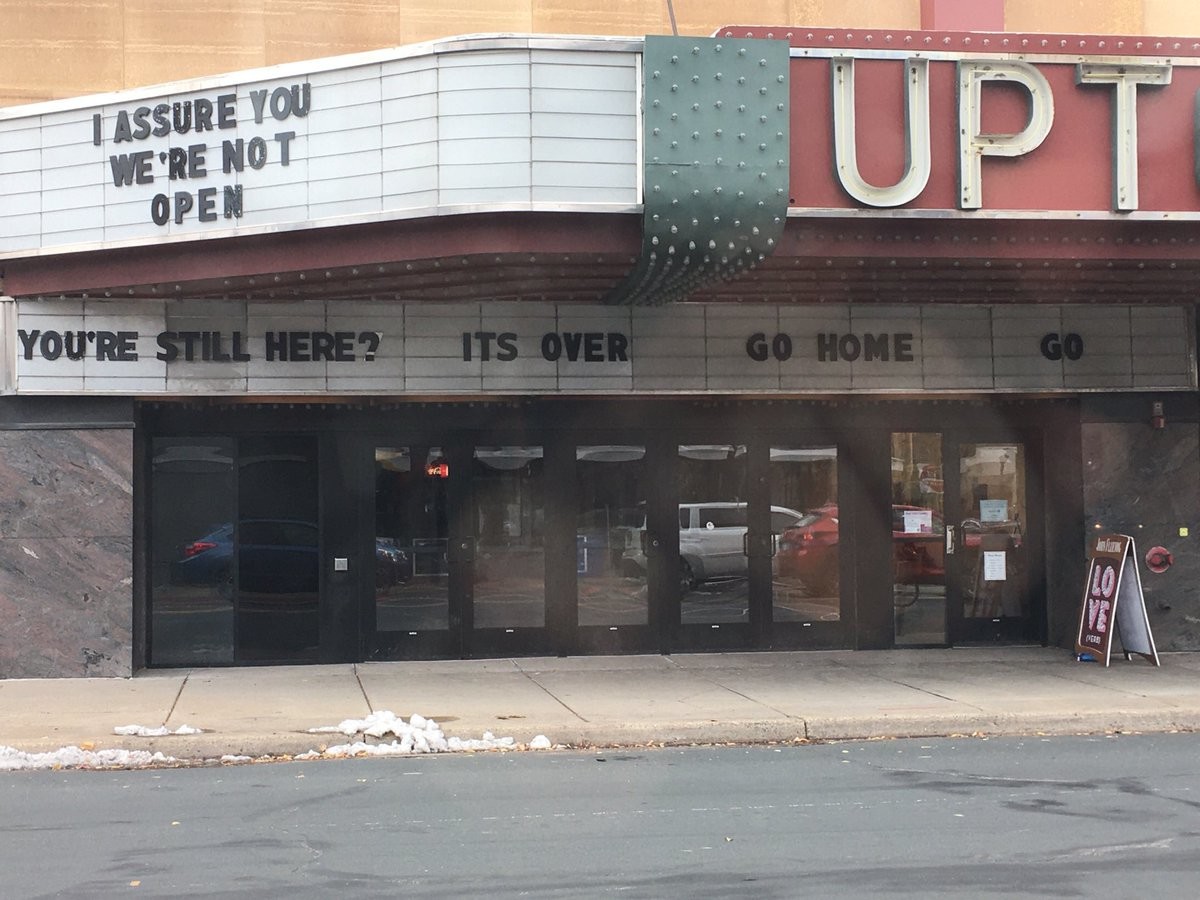 I ASSURE YOU
WE'RE NOT
OPEN
UPT
YOU'RE STILL HERE? ITS OVER GO HOME GO
LOVE